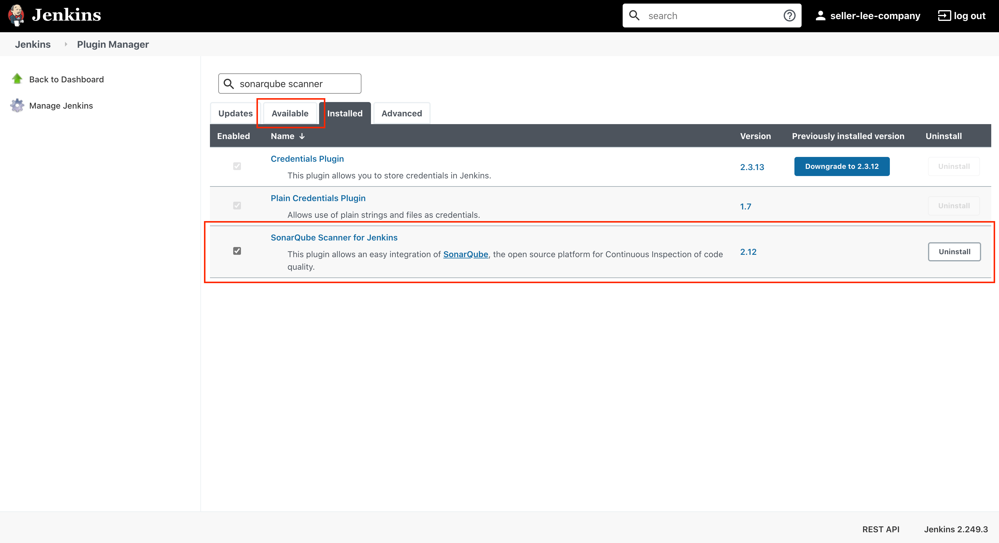 Jenkins
search
seller-lee-company
log out
Jenkins
Plugin Manager
Back to Dashboard
Manage Jenkins
sonarqube scanner
Updates
Available
Installed
Advanced
Enabled
Name ↓
Version
Previously installed version
Uninstall
Credentials Plugin
This plugin allows you to store credentials in Jenkins.
2.3.13
Downgrade to 2.3.12
Uninstall
Plain Credentials Plugin
Allows use of plain strings and files as credentials.
1.7
Uninstall
SonarQube Scanner for Jenkins
This plugin allows an easy integration of SonarQube, the open source platform for Continuous Inspection of code
quality.
2.12
Uninstall
REST API
Jenkins 2.249.3